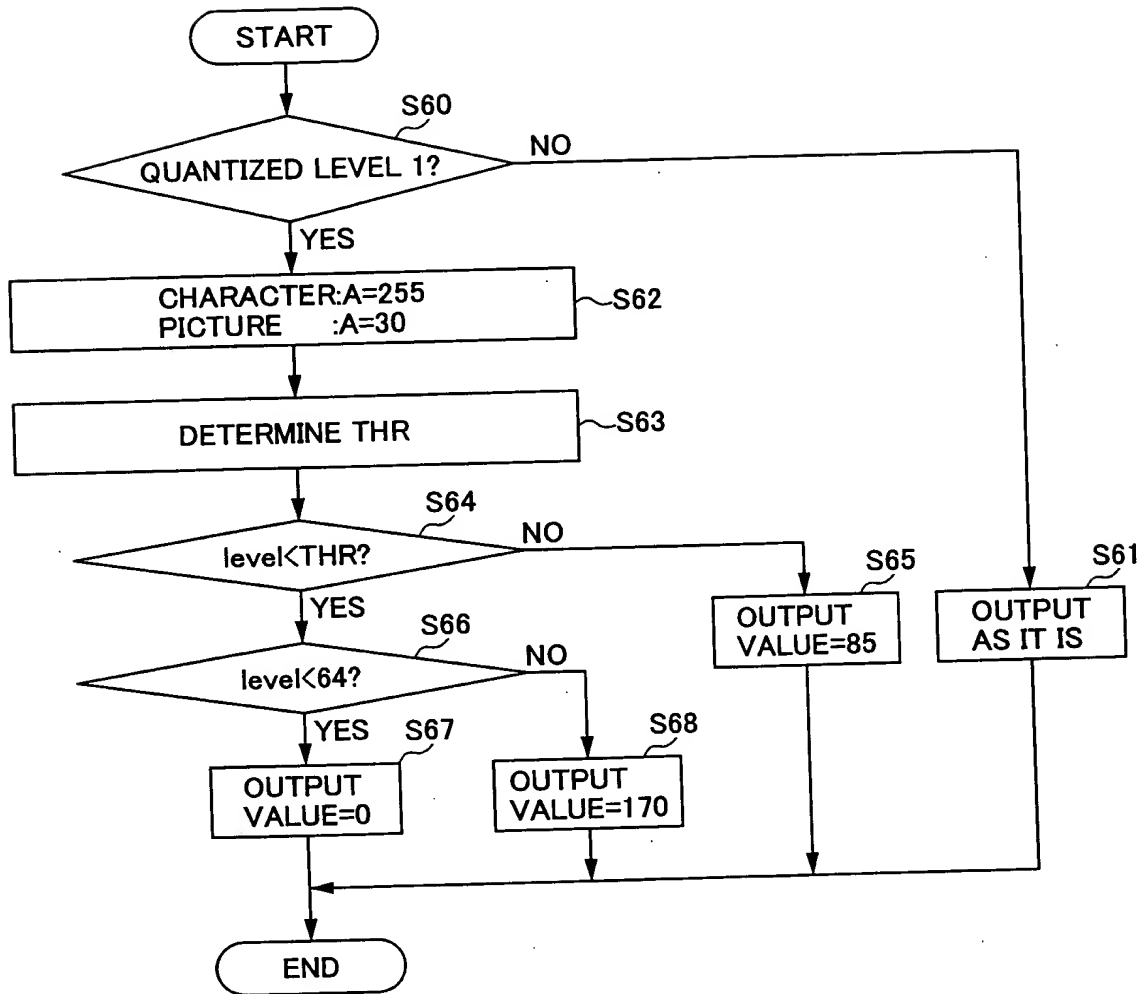 START
S60
QUANTIZED LEVEL 1?
NO
YES
CHARACTER:A=255
PICTURE :A=30
S62
DETERMINE THR
S63
S64
level<THR?
NO
YES
S65
OUTPUT
VALUE=85
S61
OUTPUT
AS IT IS
S66
level<64?
NO
YES
S67
OUTPUT
VALUE=0
S68
OUTPUT
VALUE=170
END